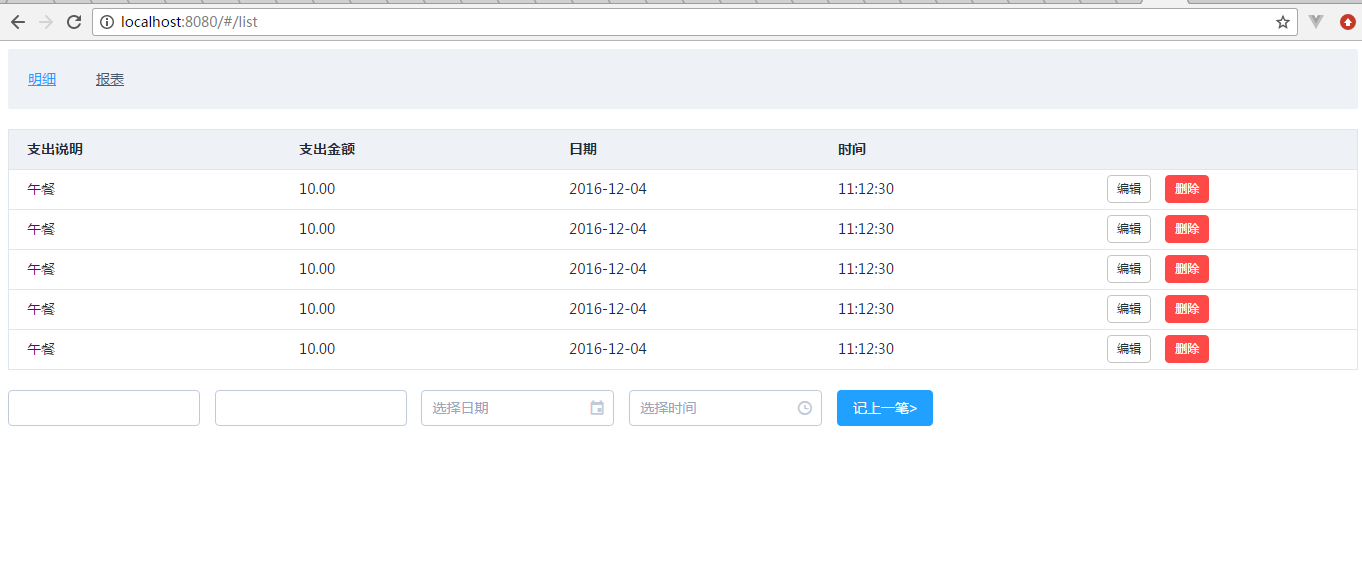 localhost:8080/#/list
明细 报表
支出说明 支出金额 日期 时间
午餐 10.00 2016-12-04 11:12:30 编辑 删除
午餐 10.00 2016-12-04 11:12:30 编辑 删除
午餐 10.00 2016-12-04 11:12:30 编辑 删除
午餐 10.00 2016-12-04 11:12:30 编辑 删除
午餐 10.00 2016-12-04 11:12:30 编辑 删除
选择日期 选择时间 记上一笔>